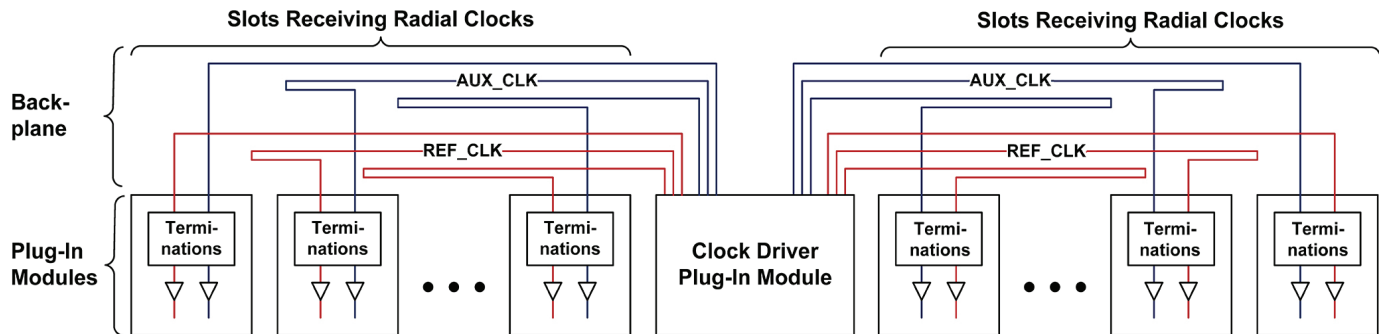 Slots Receiving Radial Clocks
Slots Receiving Radial Clocks
Back-
plane
AUX_CLK
AUX_CLK
REF_CLK
REF_CLK
Plug-In
Modules
Termi-
nations
Termi-
nations
Termi-
nations
Clock Driver
Plug-In Module
Termi-
nations
Termi-
nations
Termi-
nations